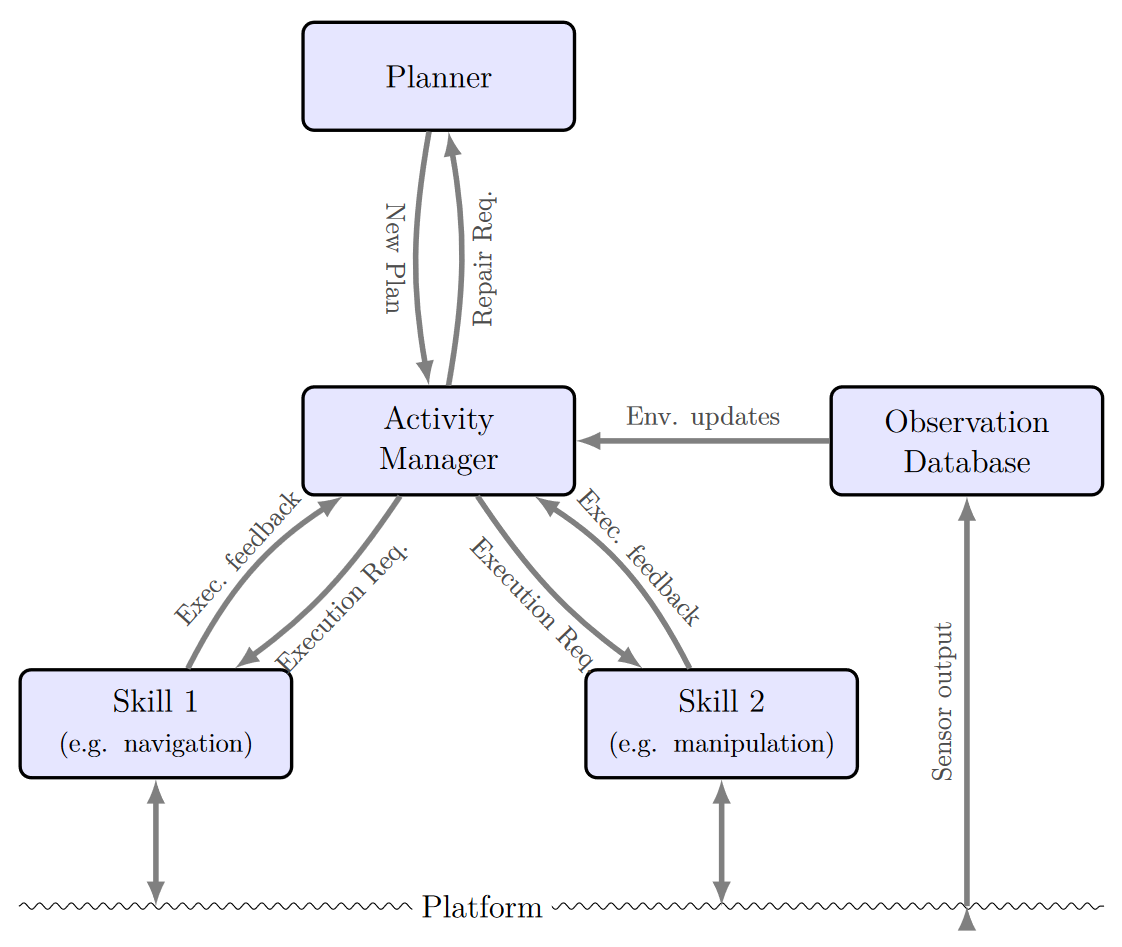 Planner
New Plan
Repair Req.
Activity
Manager
Env. updates
Observation
Database
Exec. feedback
Execution Req.
Execution Req.
Exec. feedback
Sensor output
Skill 1
(e.g. navigation)
Skill 2
(e.g. manipulation)
Platform